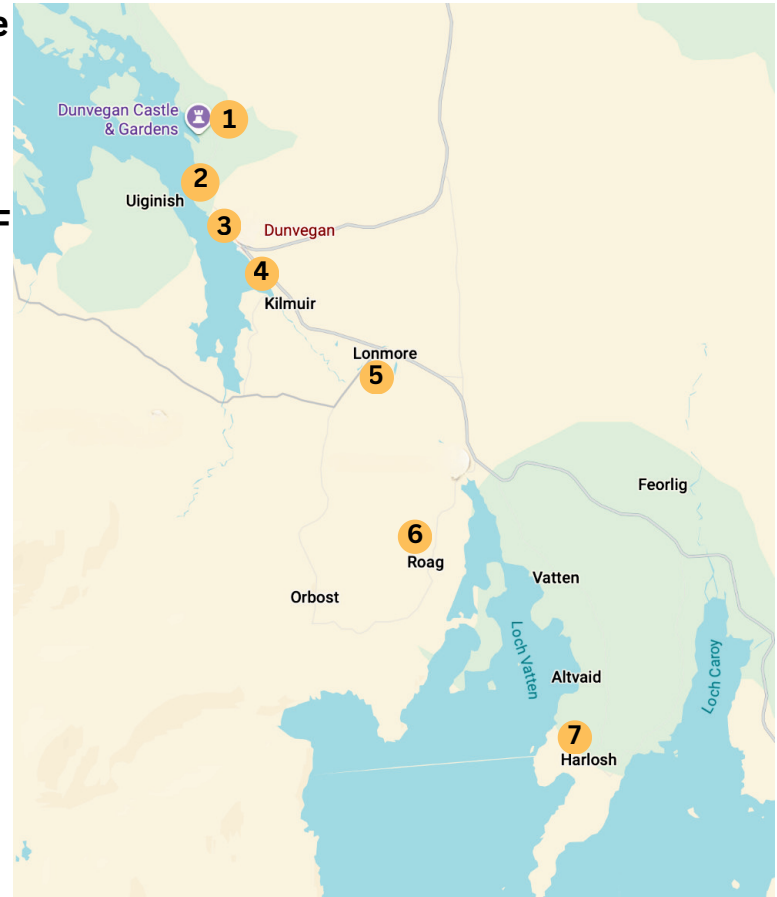 e
F
Dunvegan Castle
& Gardens
1
2
Uiginish
3
Dunvegan
4
Kilmuir
Lonmore
5
Feorlig
6
Roag
Vatten
Orbost
Loch Vatten
Loch Caroy
Altvaid
7
Harlosh